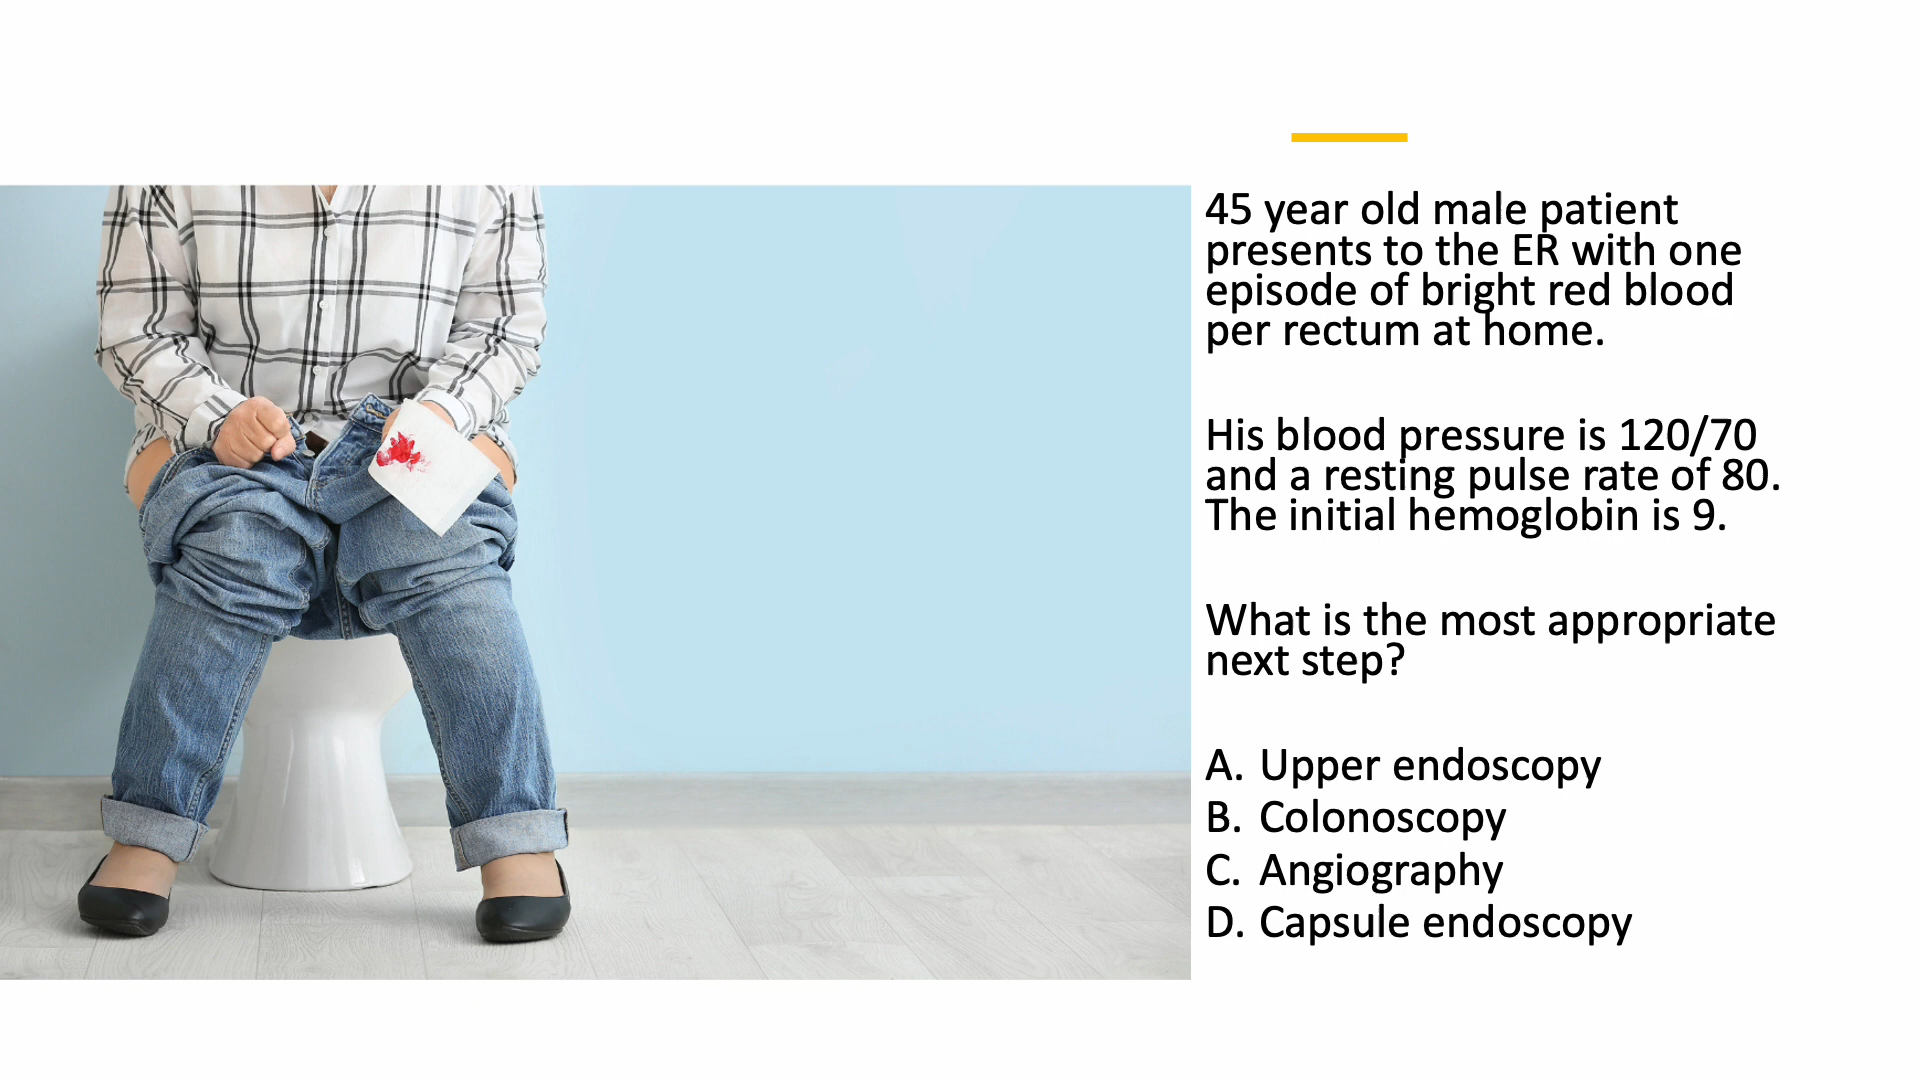 45 year old male patient
presents to the ER with one
episode of bright red blood
per rectum at home.
His blood pressure is 120/70
and a resting pulse rate of 80.
The initial hemoglobin is 9.
What is the most appropriate
next step?
A. Upper endoscopy
B. Colonoscopy
C. Angiography
D. Capsule endoscopy